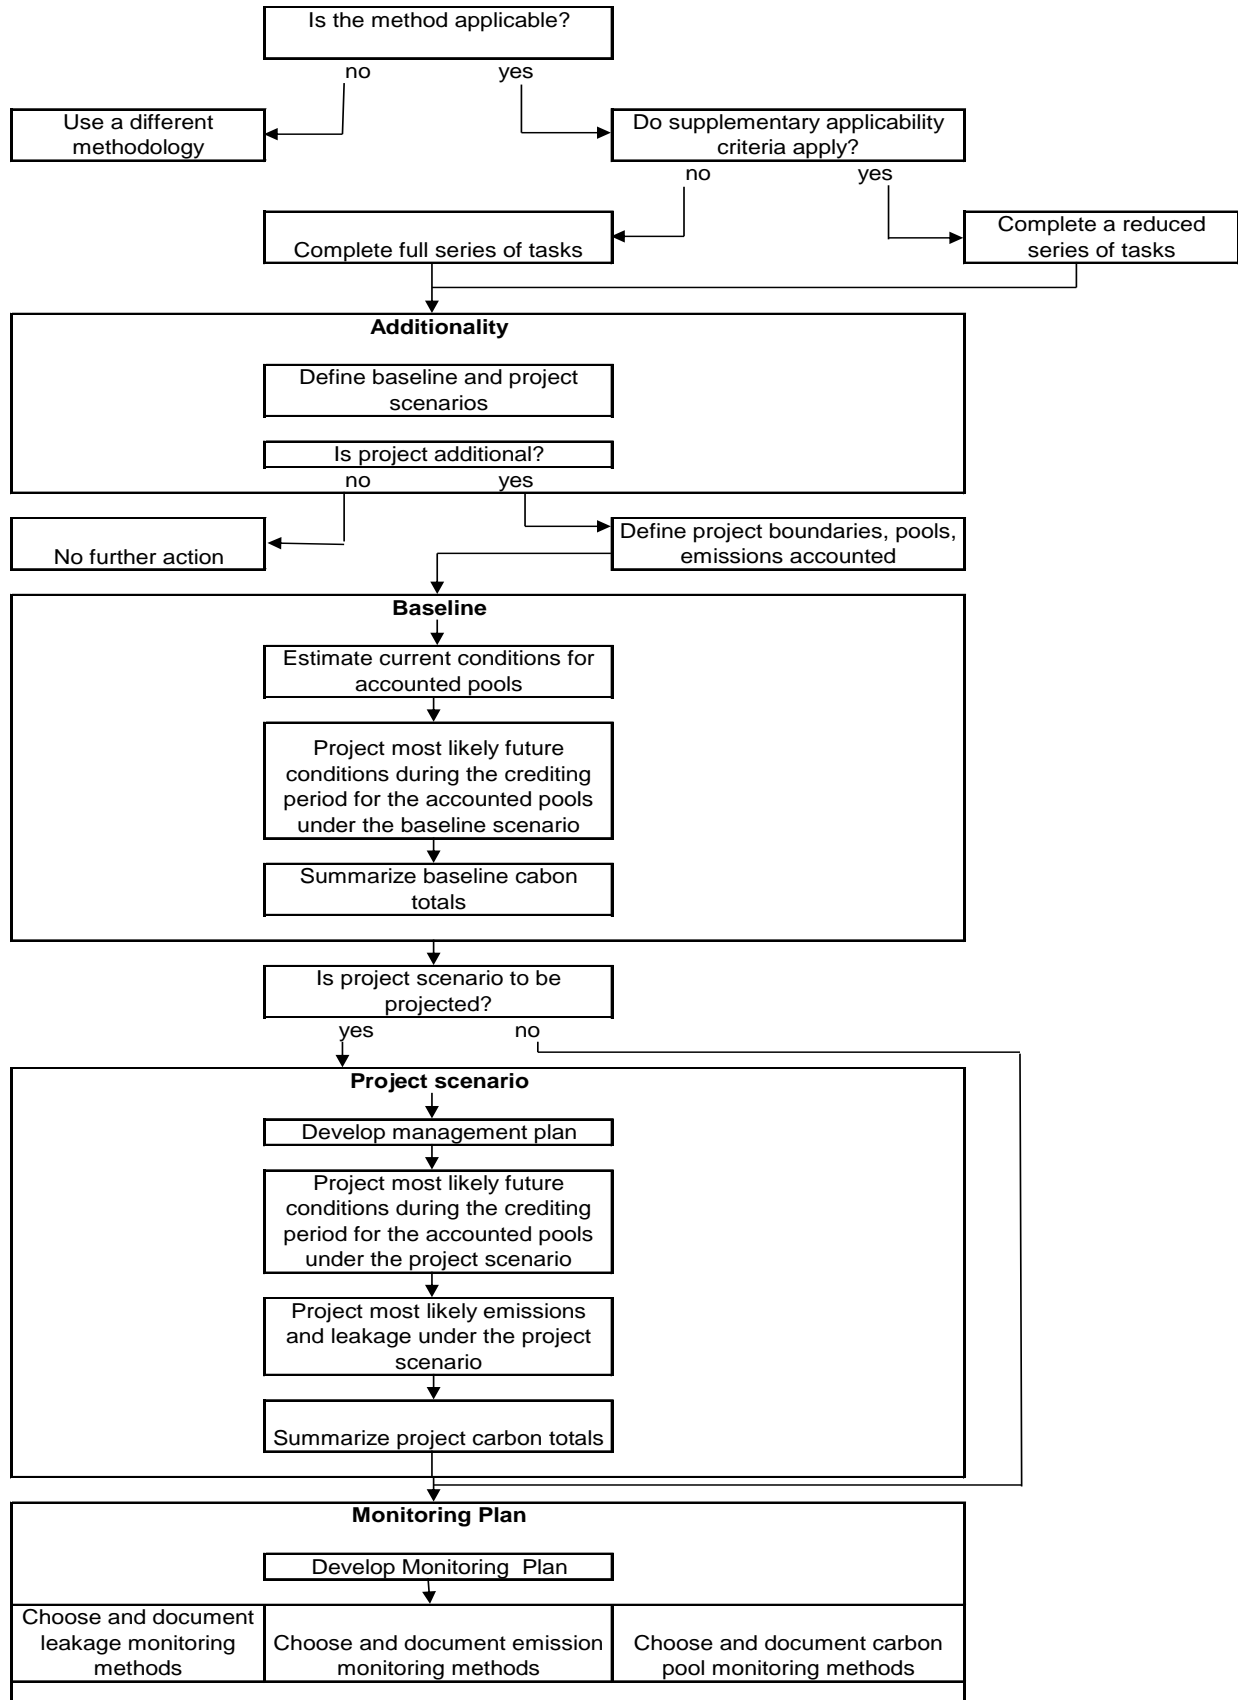 Is the method applicable?
no
yes
Use a different
methodology
Do supplementary applicability
criteria apply?
no
yes
Complete full series of tasks
Complete a reduced
series of tasks
Additionality
Define baseline and project
scenarios
Is project additional?
no
yes
No further action
Define project boundaries, pools,
emissions accounted
Baseline
Estimate current conditions for
accounted pools
Project most likely future
conditions during the crediting
period for the accounted pools
under the baseline scenario
Summarize baseline cabon
totals
Is project scenario to be
projected?
yes
no
Project scenario
Develop management plan
Project most likely future
conditions during the crediting
period for the accounted pools
under the project scenario
Project most likely emissions
and leakage under the project
scenario
Summarize project carbon totals
Monitoring Plan
Develop Monitoring Plan
Choose and document
leakage monitoring
methods
Choose and document emission
monitoring methods
Choose and document carbon
pool monitoring methods